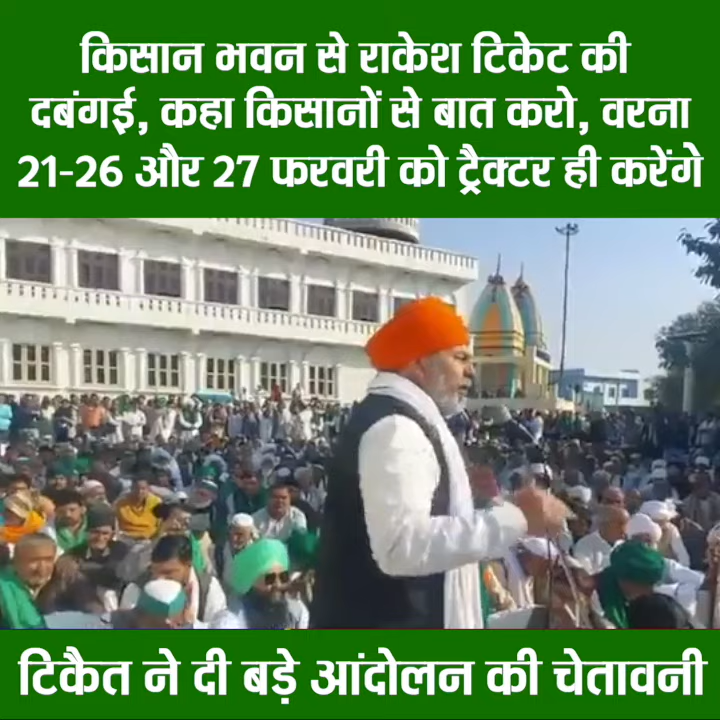 किसान भवन से राकेश टिकेट की
दबंगई, कहा किसानों से बात करो, वरना
21-26 और 27 फरवरी को ट्रैक्टर ही करेंगे
टिकैत ने दी बड़े आंदोलन की चेतावनी